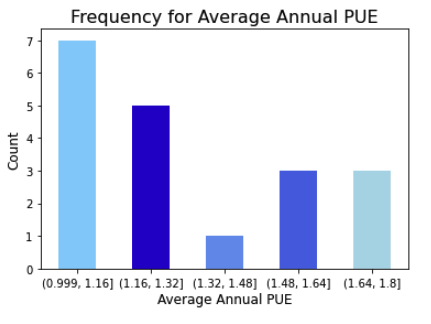 Frequency for Average Annual PUE
Count
7
6
5
4
3
2
1
0
(0.999, 1.16] (1.16, 1.32] (1.32, 1.48] (1.48, 1.64] (1.64, 1.8]
Average Annual PUE